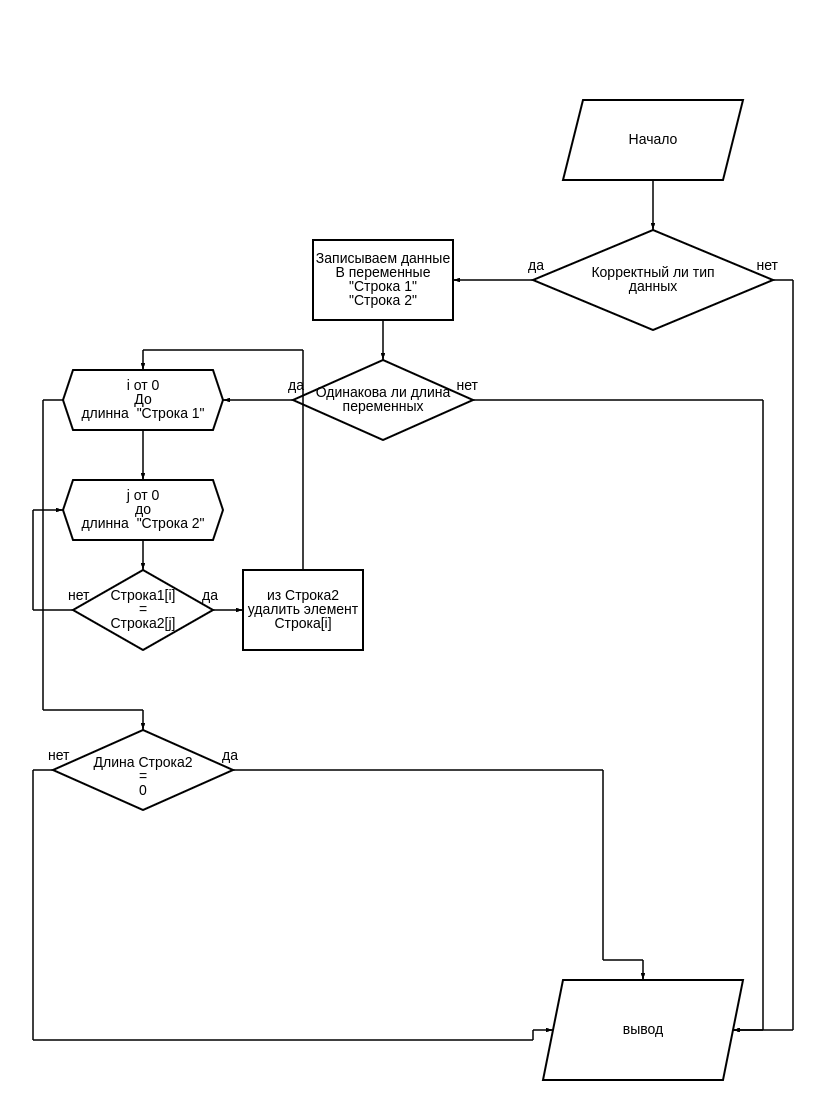 Начало
Корректный ли тип
данных
да
нет
Записываем данные
В переменные
"Строка 1"
"Строка 2"
Одинакова ли длина
переменных
да
нет
i от 0
До
длинна "Строка 1"
j от 0
до
длинна "Строка 2"
Строка1[i]
=
Строка2[j]
нет
да
из Строка2
удалить элемент
Строка[i]
Длина Строка2
=
0
нет
да
вывод